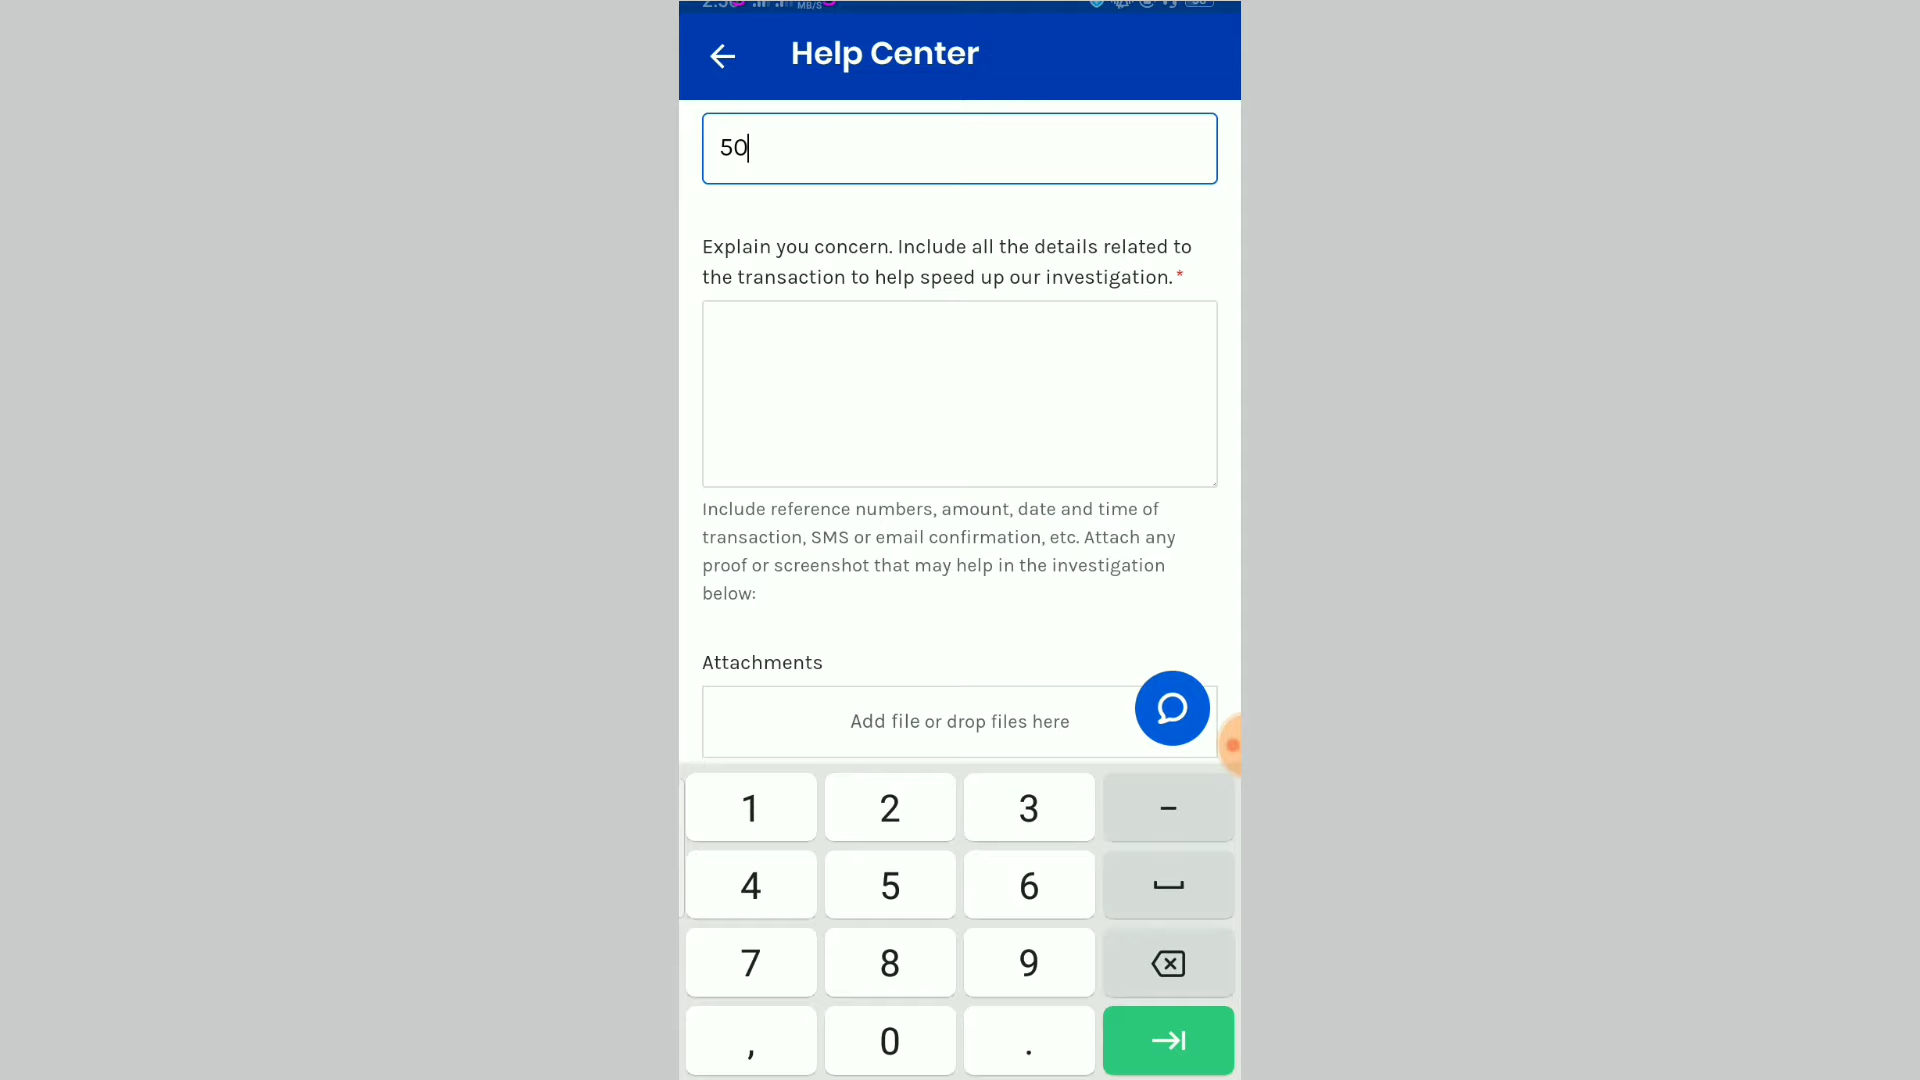 MB/S
Help Center
50
Explain you concern. Include all the details related to
the transaction to help speed up our investigation.*
Include reference numbers, amount, date and time of
transaction, SMS or email confirmation, etc. Attach any
proof or screenshot that may help in the investigation
below:
Attachments
Add file or drop files here
1 2 3 -
4 5 6
7 8 9
, 0 .